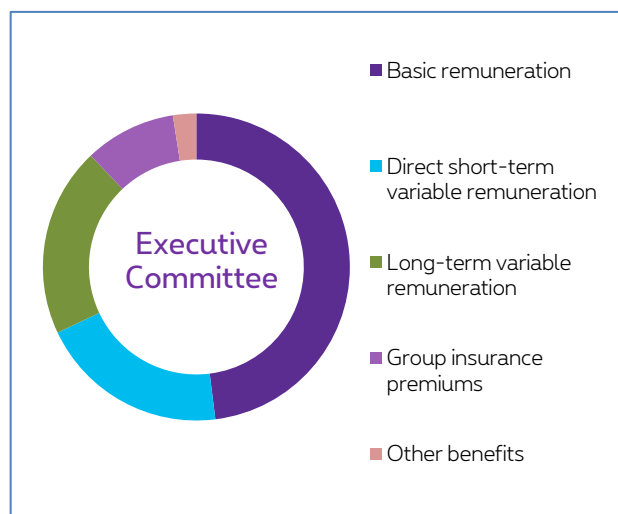 Basic remuneration
Direct short-term
variable remuneration
Executive
Committee
Long-term variable
remuneration
Group insurance
premiums
Other benefits